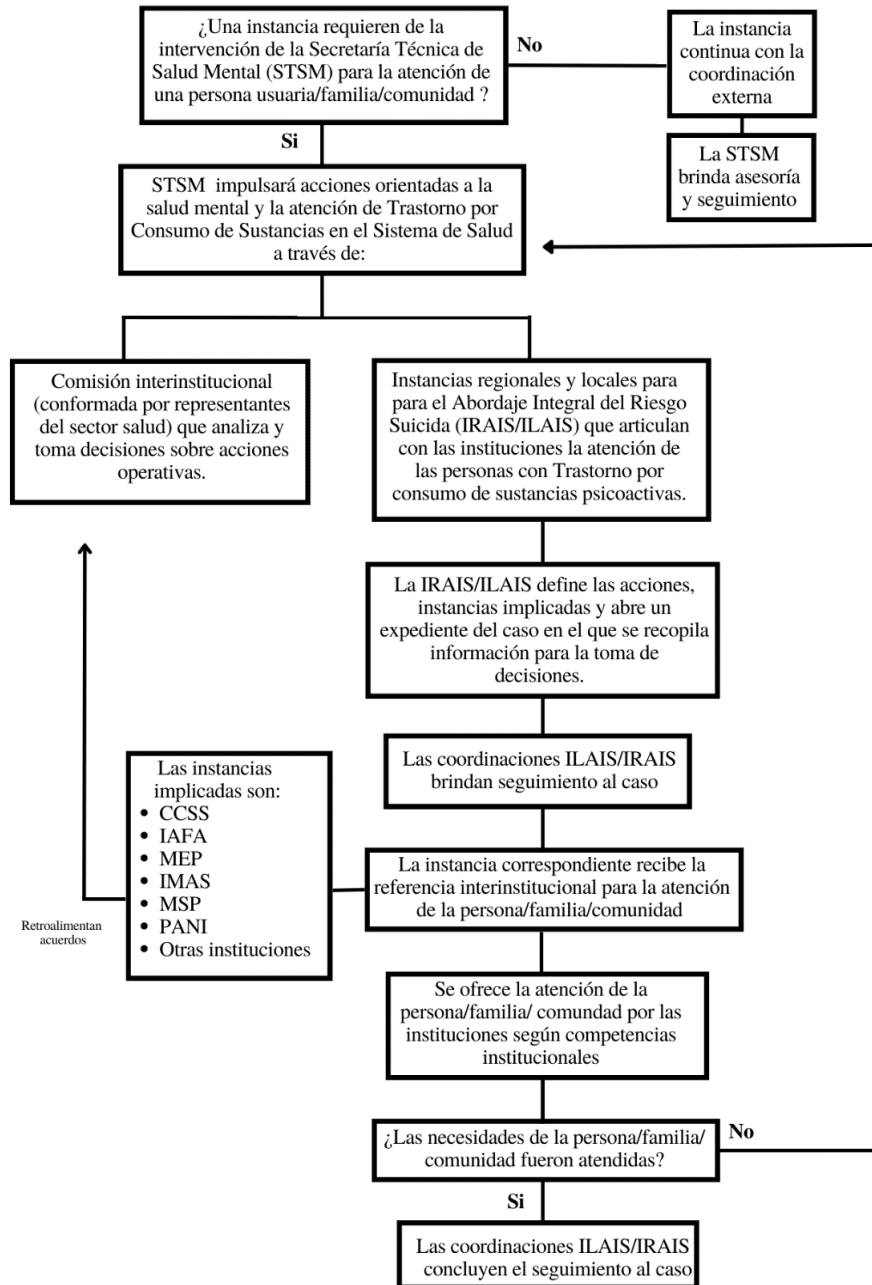 ¿Una instancia requieren de la
intervención de la Secretaría Técnica de
Salud Mental (STSM) para la atención de
una persona usuaria/familia/comunidad ?
No
La instancia
continua con la
coordinación
externa
La STSM
brinda asesoría
y seguimiento
Si
STSM impulsará acciones orientadas a la
salud mental y la atención de Trastorno por
Consumo de Sustancias en el Sistema de Salud
a través de:
Comisión interinstitucional
(conformada por representantes
del sector salud) que analiza y
toma decisiones sobre acciones
operativas.
Instancias regionales y locales para
para el Abordaje Integral del Riesgo
Suicida (IRAIS/ILAIS) que articulan
con las instituciones la atención de
las personas con Trastorno por
consumo de sustancias psicoactivas.
La IRAIS/ILAIS define las acciones,
instancias implicadas y abre un
expediente del caso en el que se recopila
información para la toma de
decisiones.
Las coordinaciones ILAIS/IRAIS
brindan seguimiento al caso
Las instancias
implicadas son:
• CCSS
• IAFA
• MEP
• IMAS
• MSP
• PANI
• Otras instituciones
Retroalimentan
acuerdos
La instancia correspondiente recibe la
referencia interinstitucional para la atención
de la persona/familia/comunidad
Se ofrece la atención de la
persona/familia/ comundad por las
instituciones según competencias
institucionales
¿Las necesidades de la persona/familia/
comunidad fueron atendidas?
No
Si
Las coordinaciones ILAIS/IRAIS
concluyen el seguimiento al caso